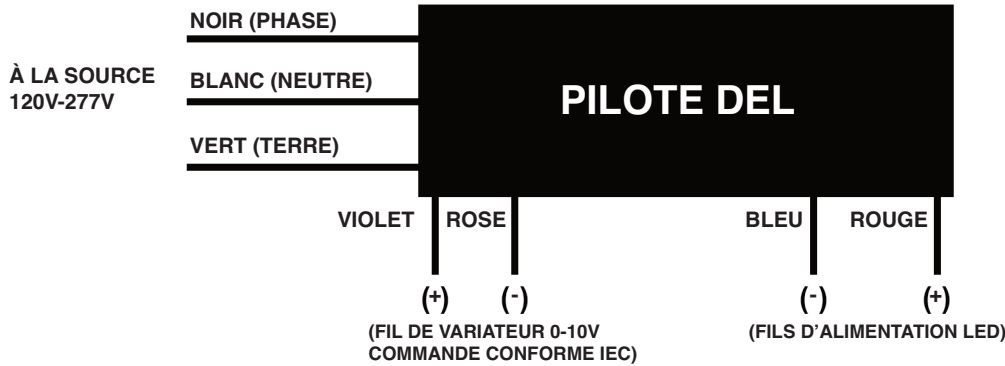 NOIR (PHASE)
À LA SOURCE
120V-277V
BLANC (NEUTRE)
VERT (TERRE)
PILOTE DEL
VIOLET
ROSE
BLEU
ROUGE
(+)
(-)
(-)
(+)
(FIL DE VARIATEUR 0-10V
COMMANDE CONFORME IEC)
(FILS D'ALIMENTATION LED)